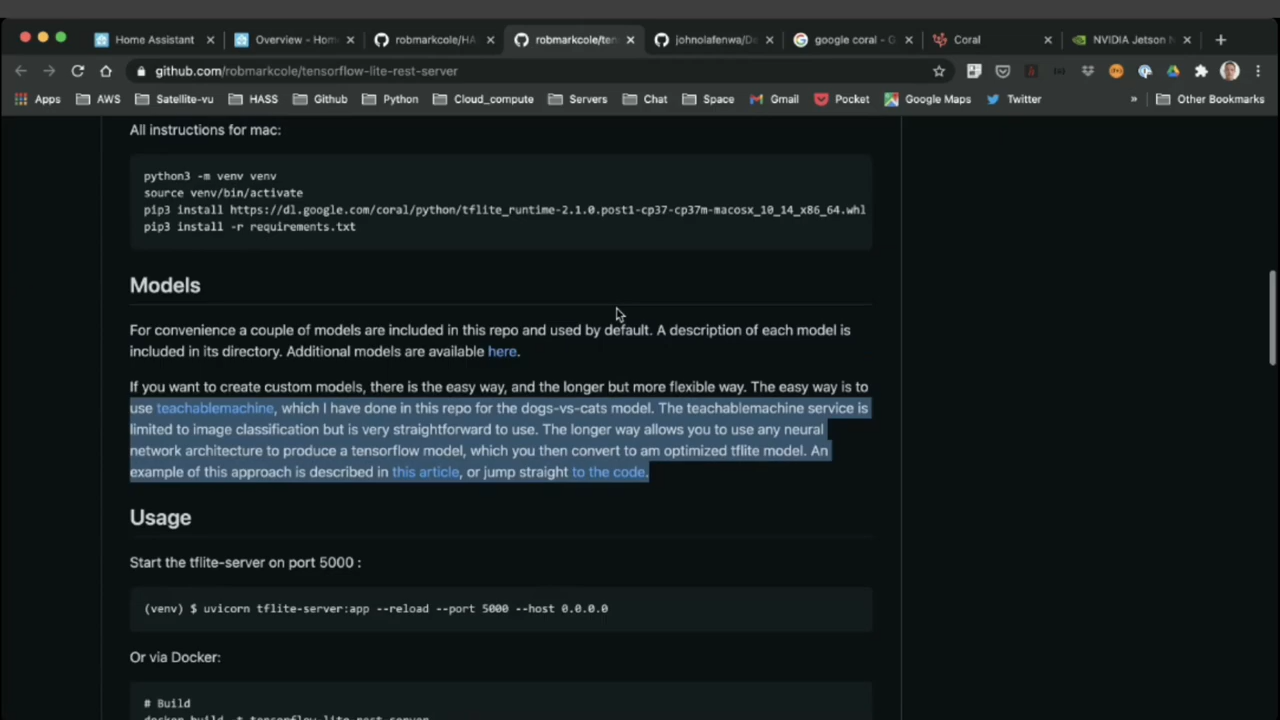 Home Assistant
Overview - Hom
robmarkcole/HA
robmarkcole/ten
johnolafenwa/De
google coral - G
Coral
NVIDIA Jetson N
github.com/robmarkcole/tensorflow-lite-rest-server
Apps
AWS
Satellite-vu
HASS
Github
Python
Cloud_compute
Servers
Chat
Space
Gmail
Pocket
Google Maps
Twitter
»
Other Bookmarks
All instructions for mac:
python3 -m venv venv
source venv/bin/activate
pip3 install https://dl.google.com/coral/python/tflite_runtime-2.1.0.post1-cp37-cp37m-macosx_10_14_x86_64.whl
pip3 install -r requirements.txt
Models
For convenience a couple of models are included in this repo and used by default. A description of each model is
included in its directory. Additional models are available here.
If you want to create custom models, there is the easy way, and the longer but more flexible way. The easy way is to
use teachablemachine, which I have done in this repo for the dogs-vs-cats model. The teachablemachine service is
limited to image classification but is very straightforward to use. The longer way allows you to use any neural
network architecture to produce a tensorflow model, which you then convert to am optimized tflite model. An
example of this approach is described in this article, or jump straight to the code.
Usage
Start the tflite-server on port 5000 :
(venv) $ uvicorn tflite-server:app --reload --port 5000 --host 0.0.0.0
Or via Docker:
# Build
docker build -t tensorflow-lite-rest-server .